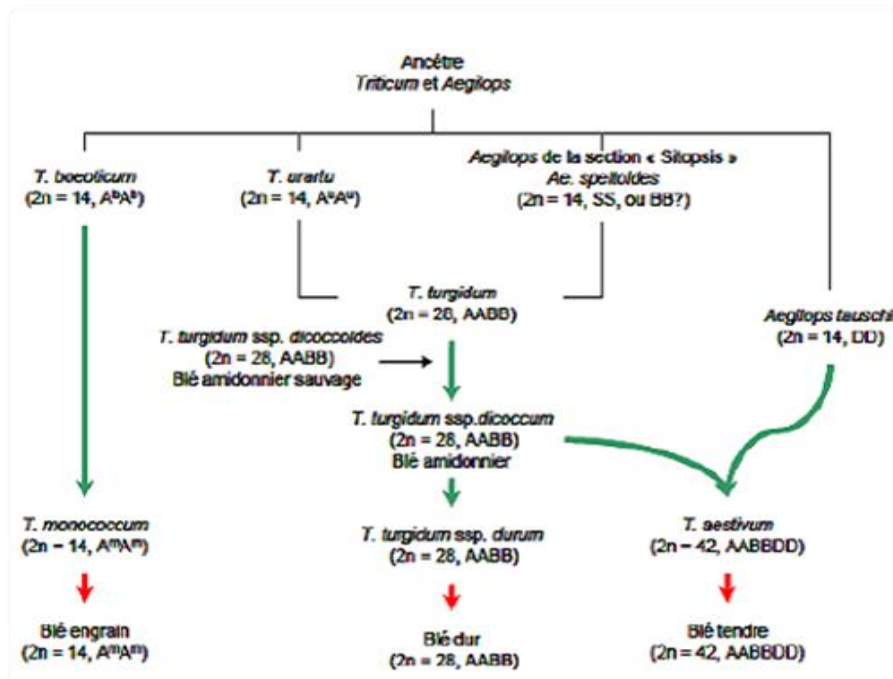 Ancêtre
Triticum et Aegilops
T. boeoticum
(2n = 14, AᵇAᵇ)
T. urartu
(2n = 14, AᵘAᵘ)
Aegilops de la section « Sitopsis »
Ae. speltoides
(2n = 14, SS, ou BB?)
T. turgidum
(2n = 28, AABB)
Aegilops tauschi
(2n = 14, DD)
T. turgidum ssp. dicoccoides
(2n = 28, AABB)
Blé amidonnier sauvage
T. turgidum ssp.dicoccum
(2n = 28, AABB)
Blé amidonnier
T. monococcum
(2n = 14, AᵐAᵐ)
T. turgidum ssp. durum
(2n = 28, AABB)
T. aestivum
(2n = 42, AABBDD)
Blé engrain
(2n = 14, AᵐAᵐ)
Blé dur
(2n = 28, AABB)
Blé tendre
(2n = 42, AABBDD)